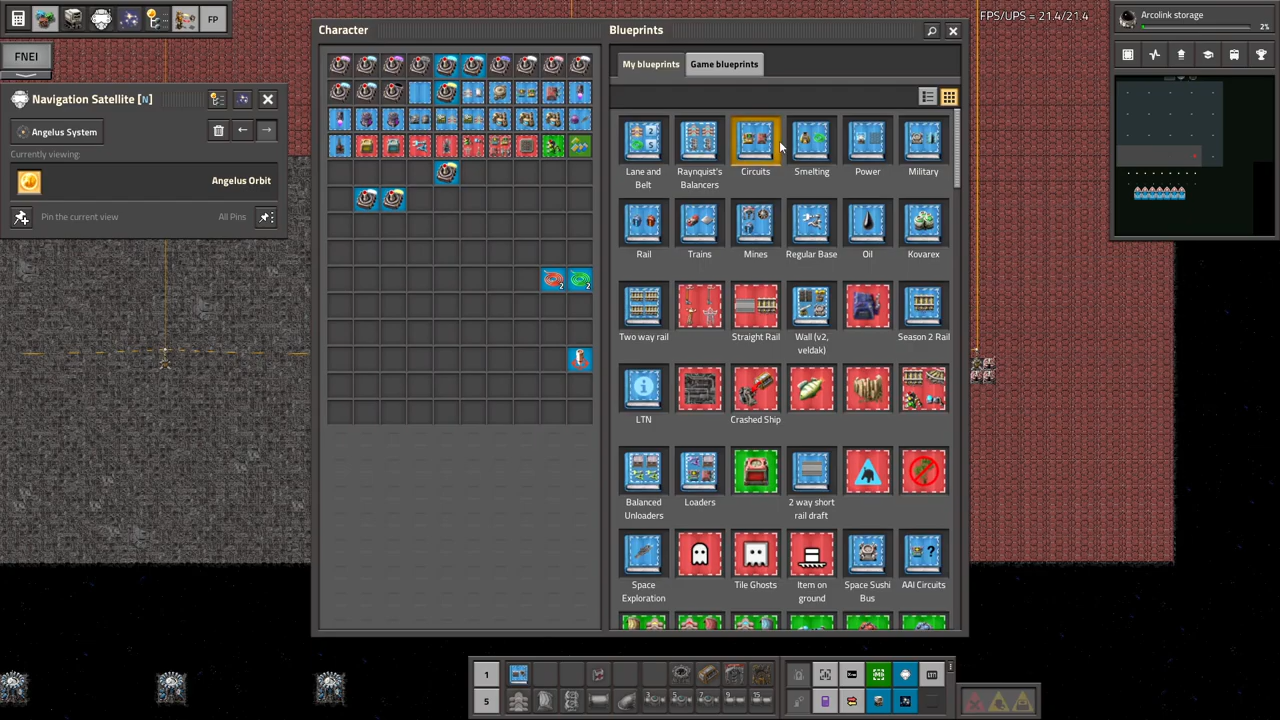 FP
FNEI
Navigation Satellite [N]
Angelus System
Currently viewing:
Angelus Orbit
Pin the current view
All Pins
Character
2
2
Blueprints
My blueprints
Game blueprints
Lane and Belt
Raynquist's Balancers
Circuits
Smelting
Power
Military
Rail
Trains
Mines
Regular Base
Oil
Kovarex
Two way rail
Straight Rail
Wall (v2, veldak)
Season 2 Rail
LTN
Crashed Ship
Balanced Unloaders
Loaders
2 way short rail draft
Space Exploration
Tile Ghosts
Item on ground
Space Sushi Bus
AAI Circuits
FPS/UPS = 21.4/21.4
Arcolink storage
2%
1
5